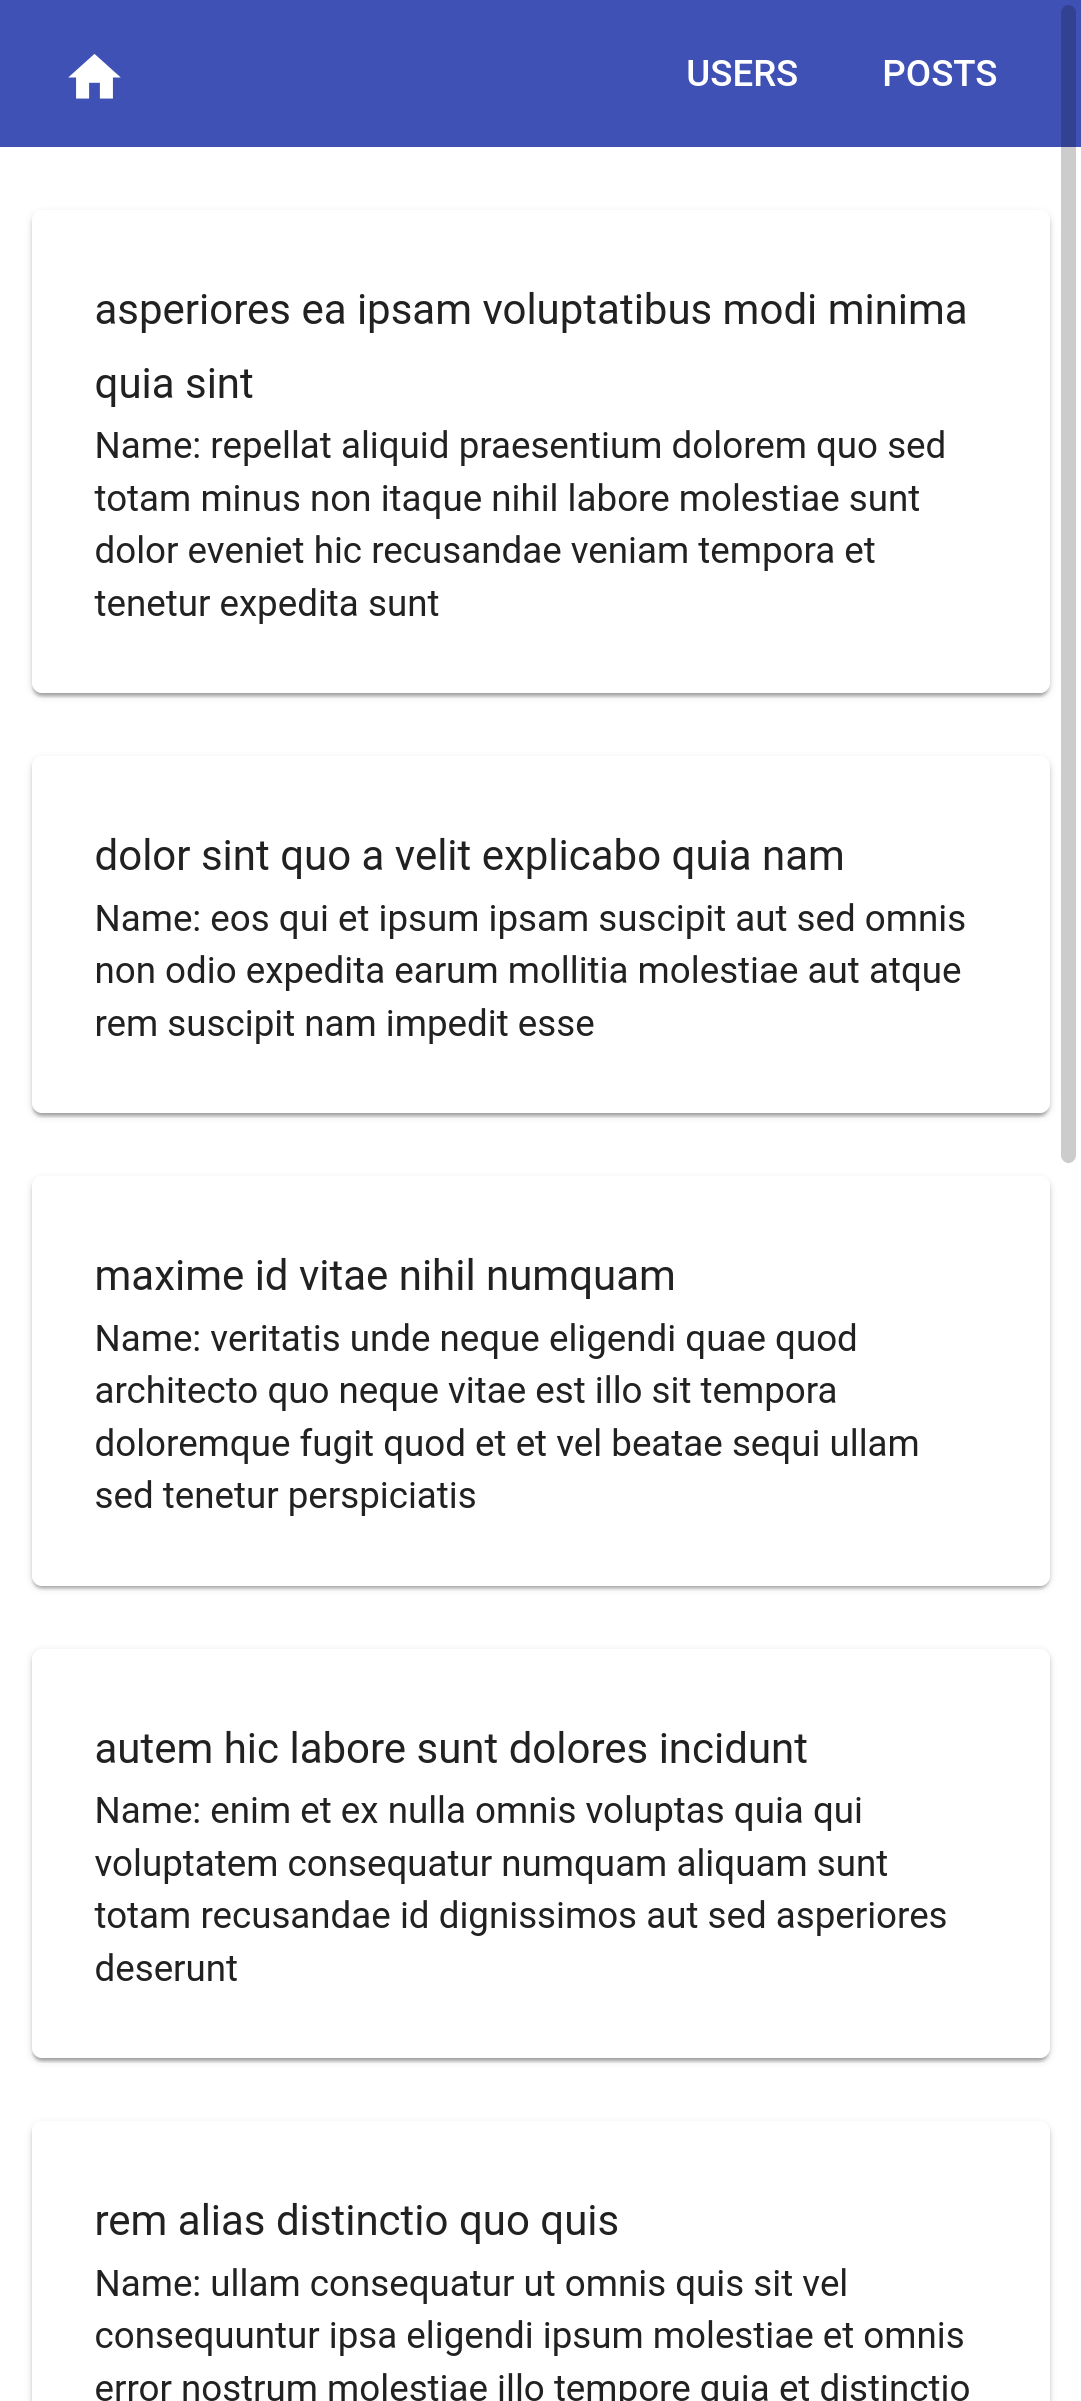 USERS POSTS
asperiores ea ipsam voluptatibus modi minima
quia sint
Name: repellat aliquid praesentium dolorem quo sed
totam minus non itaque nihil labore molestiae sunt
dolor eveniet hic recusandae veniam tempora et
tenetur expedita sunt
dolor sint quo a velit explicabo quia nam
Name: eos qui et ipsum ipsam suscipit aut sed omnis
non odio expedita earum mollitia molestiae aut atque
rem suscipit nam impedit esse
maxime id vitae nihil numquam
Name: veritatis unde neque eligendi quae quod
architecto quo neque vitae est illo sit tempora
doloremque fugit quod et et vel beatae sequi ullam
sed tenetur perspiciatis
autem hic labore sunt dolores incidunt
Name: enim et ex nulla omnis voluptas quia qui
voluptatem consequatur numquam aliquam sunt
totam recusandae id dignissimos aut sed asperiores
deserunt
rem alias distinctio quo quis
Name: ullam consequatur ut omnis quis sit vel
consequuntur ipsa eligendi ipsum molestiae et omnis
error nostrum molestiae illo tempore quia et distinctio